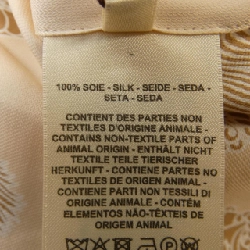 100% SOIE - SILK - SEIDE - SEDA -
SETA - SEDA
CONTIENT DES PARTIES NON
TEXTILES D'ORIGINE ANIMALE -
CONTAINS NON-TEXTILE PARTS OF
ANIMAL ORIGIN - ENTHÄLT NICHT
TEXTILE TEILE TIERISCHER
HERKUNFT - CONTIENE PARTES NO
TEXTILES DE ORIGEN ANIMAL -
CONTIENE PARTI NON TESSILI DI
ORIGINE ANIMALE - CONTÉM
ELEMENTOS NÃO-TÊXTEIS DE
ORIGEM ANIMAL